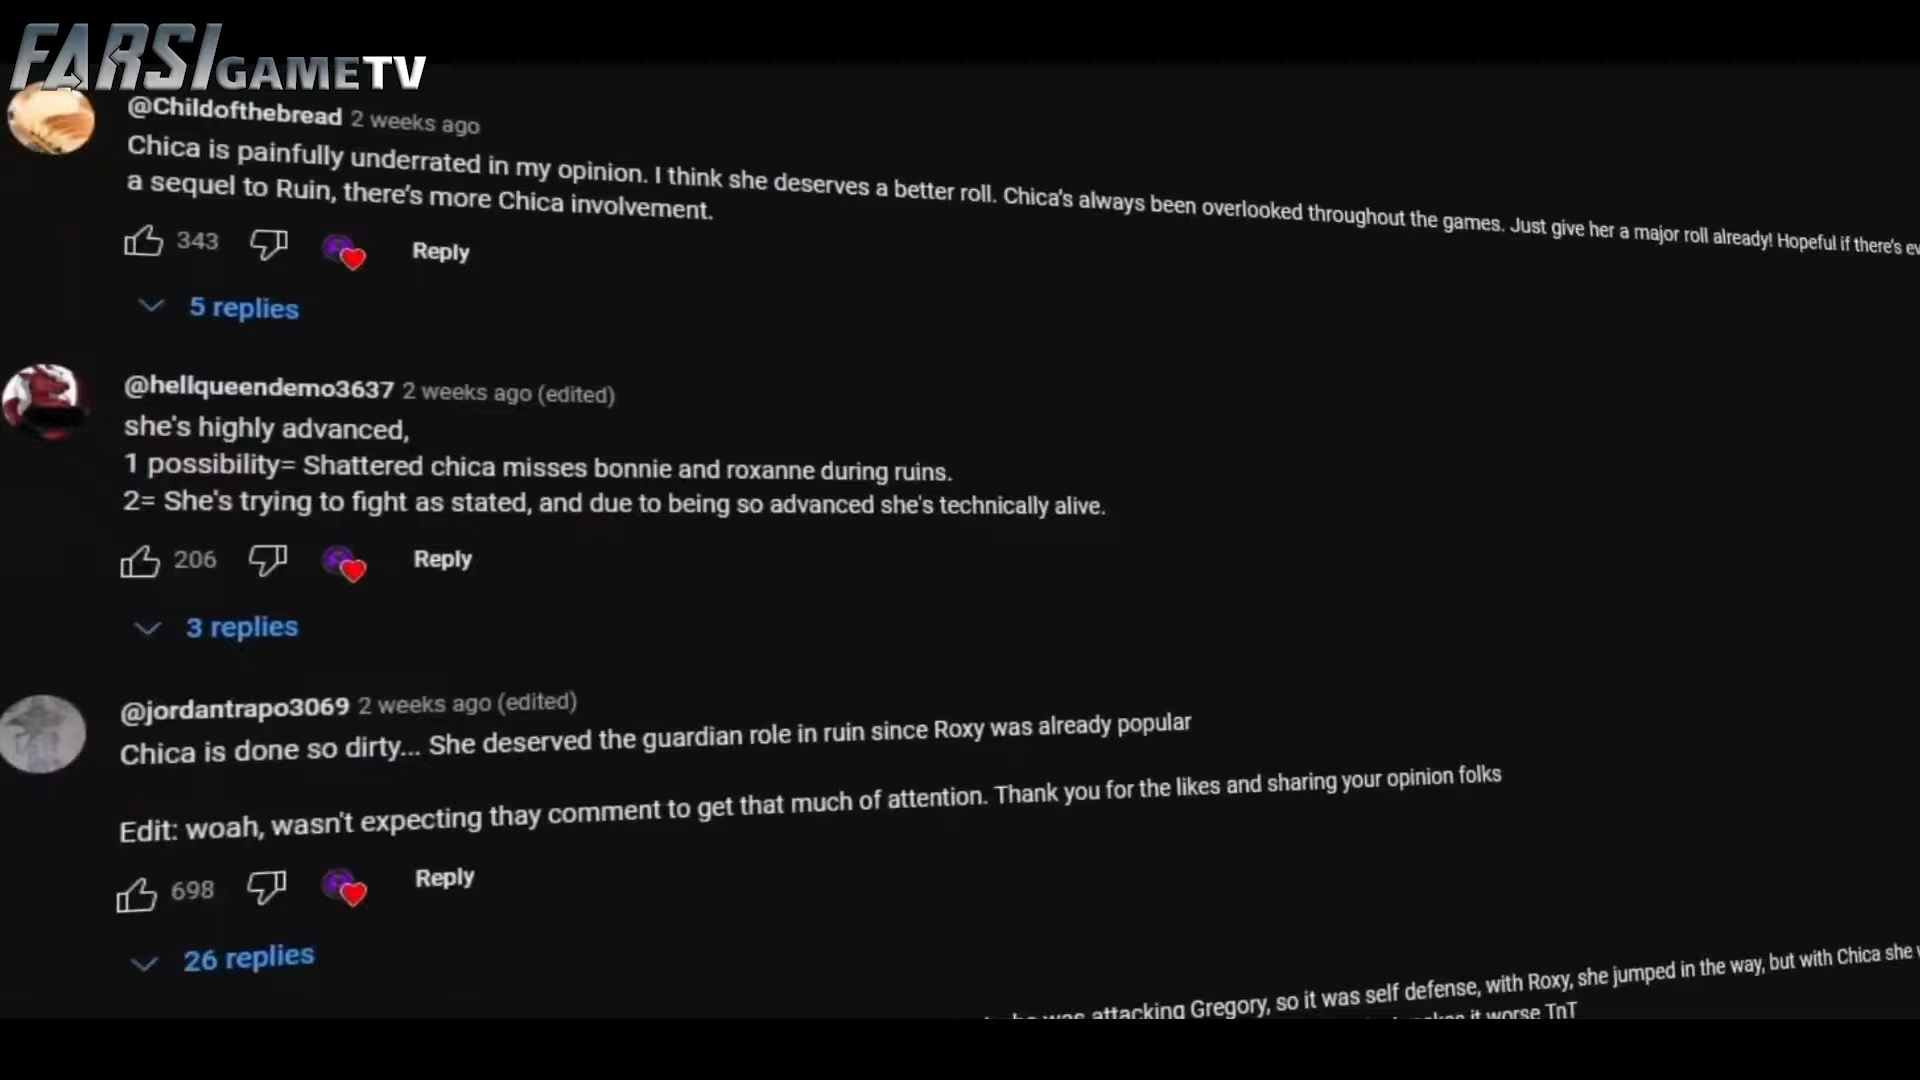 FARSIGAMETV
@Childofthebread 2 weeks ago
Chica is painfully underrated in my opinion. I think she deserves a better roll. Chica's always been overlooked throughout the games. Just give her a major roll already! Hopeful if there's
a sequel to Ruin, there's more Chica involvement.
343 Reply
5 replies
@hellqueendemo3637 2 weeks ago (edited)
she's highly advanced,
1 possibility= Shattered chica misses bonnie and roxanne during ruins.
2= She's trying to fight as stated, and due to being so advanced she's technically alive.
206 Reply
3 replies
@jordantrapo3069 2 weeks ago (edited)
Chica is done so dirty... She deserved the guardian role in ruin since Roxy was already popular
Edit: woah, wasn't expecting thay comment to get that much of attention. Thank you for the likes and sharing your opinion folks
698 Reply
26 replies
was attacking Gregory, so it was self defense, with Roxy, she jumped in the way, but with Chica she
it worse TnT